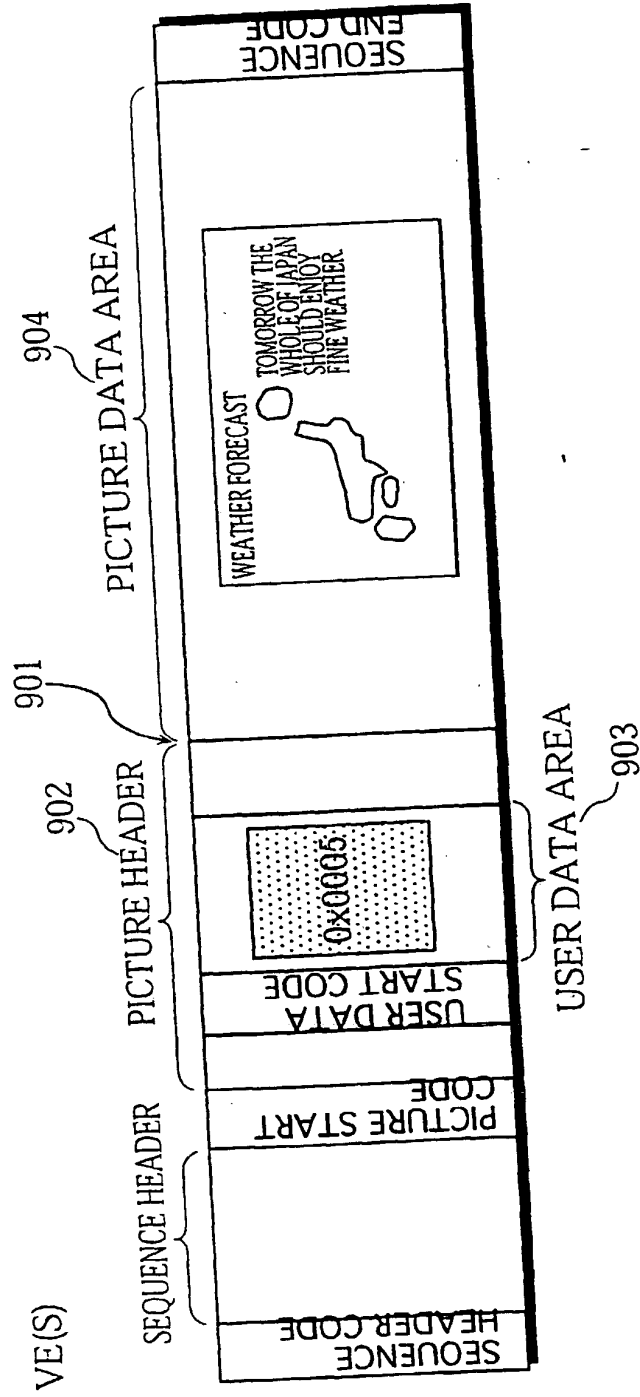 VE(S)
901
902
904
SEQUENCE HEADER
PICTURE HEADER
PICTURE DATA AREA
SEQUENCE
HEADER CODE
PICTURE START
CODE
USER DATA
START CODE
0x0005
WEATHER FORECAST
TOMORROW THE
WHOLE OF JAPAN
SHOULD ENJOY
FINE WEATHER
SEQUENCE
END CODE
USER DATA AREA
903